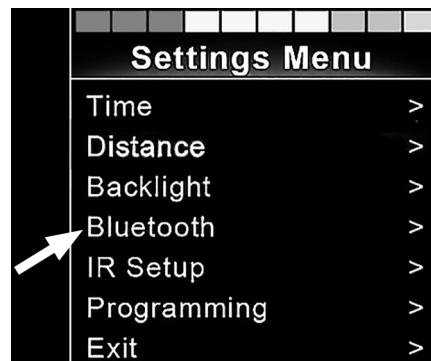 Settings Menu
Time >
Distance >
Backlight >
Bluetooth >
IR Setup >
Programming >
Exit >